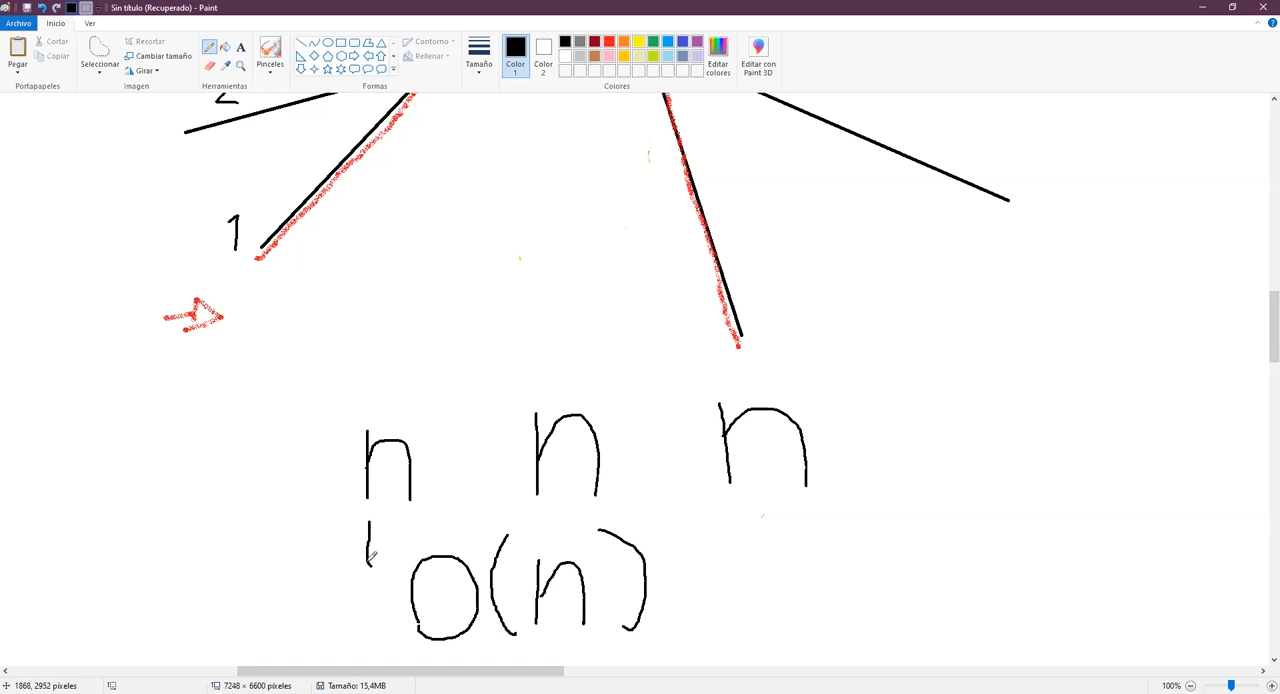 Sin título (Recuperado) - Paint
Archivo Inicio Ver
Pegar
Cortar
Copiar
Portapapeles
Seleccionar
Recortar
Cambiar tamaño
Girar
Imagen
A
Herramientas
Pinceles
Contorno
Rellenar
Formas
Tamaño
Color 1
Color 2
Editar colores
Editar con Paint 3D
Colores
2
1
n n n
O(n)
1868, 2952 píxeles 7248 × 6600 píxeles Tamaño: 15,4MB 100%